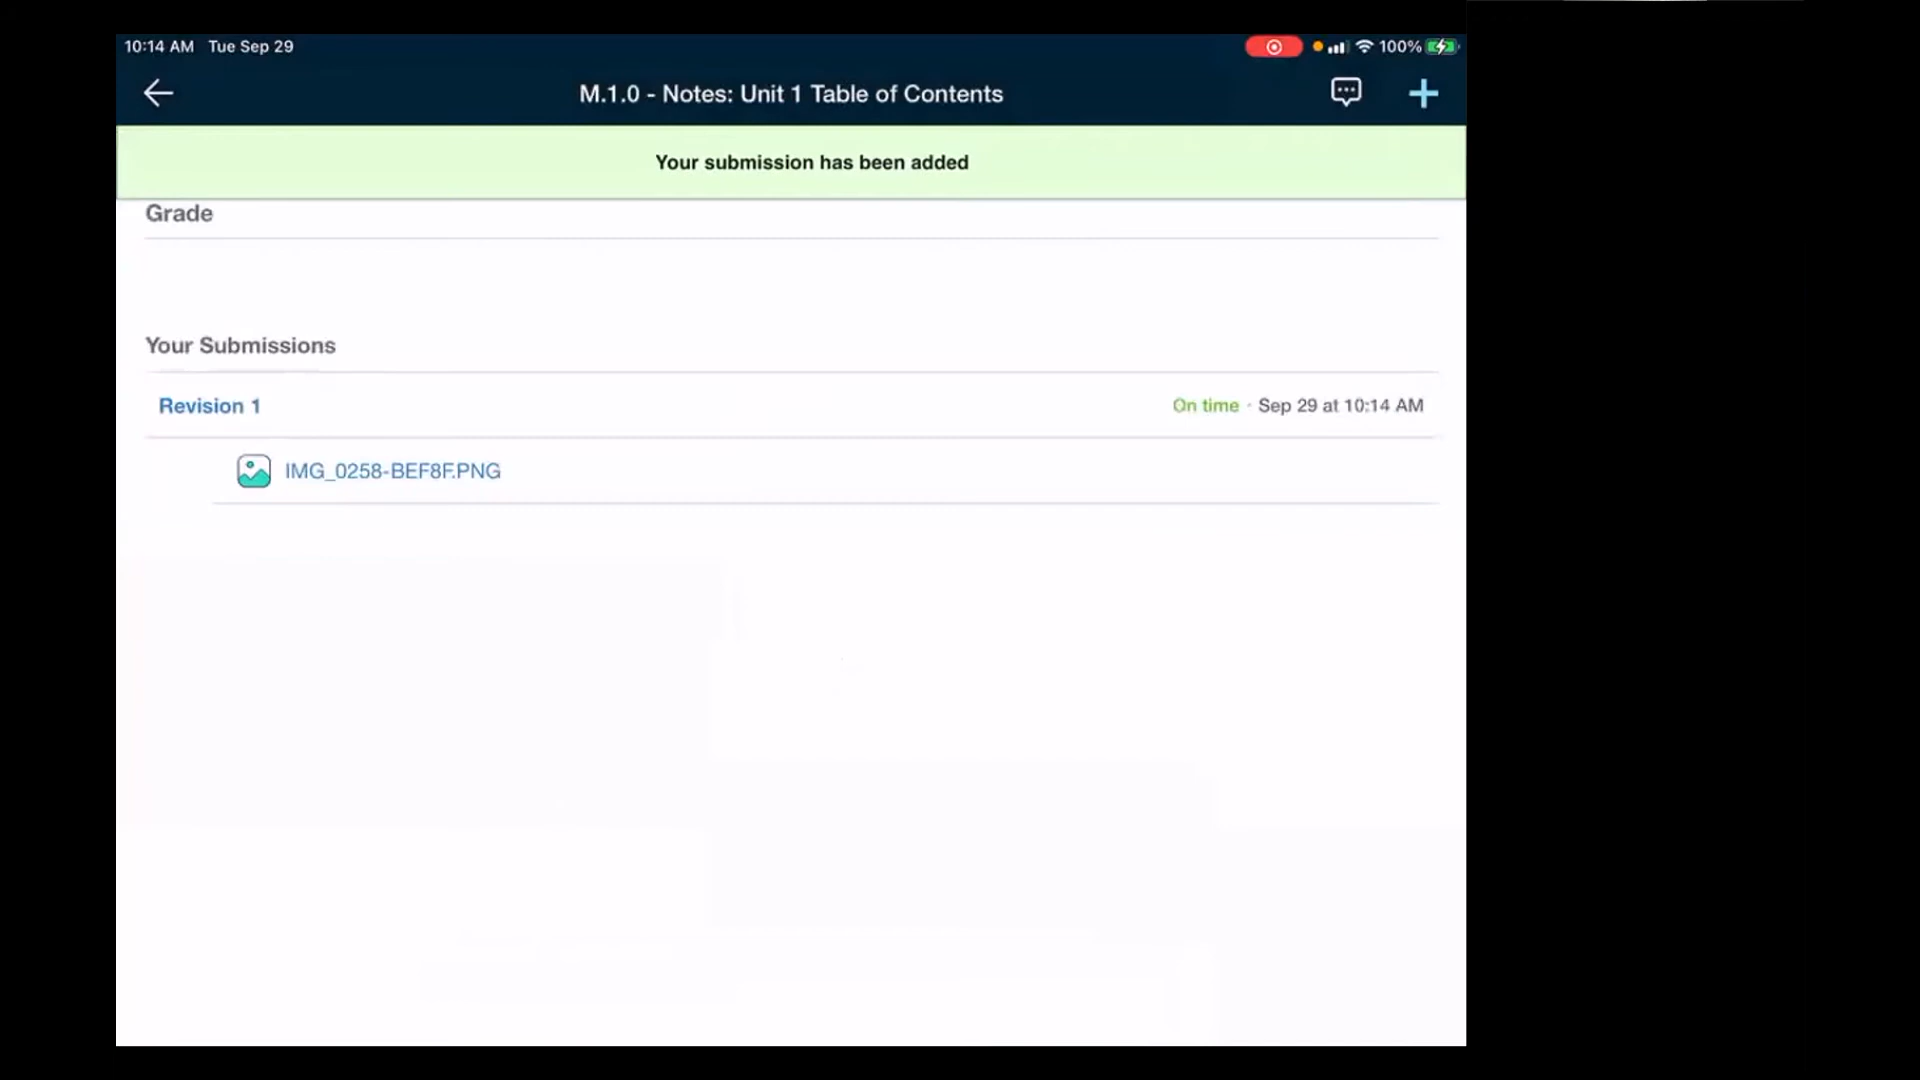 10:14 AM Tue Sep 29 100%
M.1.0 - Notes: Unit 1 Table of Contents
Your submission has been added
Grade
Your Submissions
Revision 1 On time · Sep 29 at 10:14 AM
IMG_0258-BEF8F.PNG